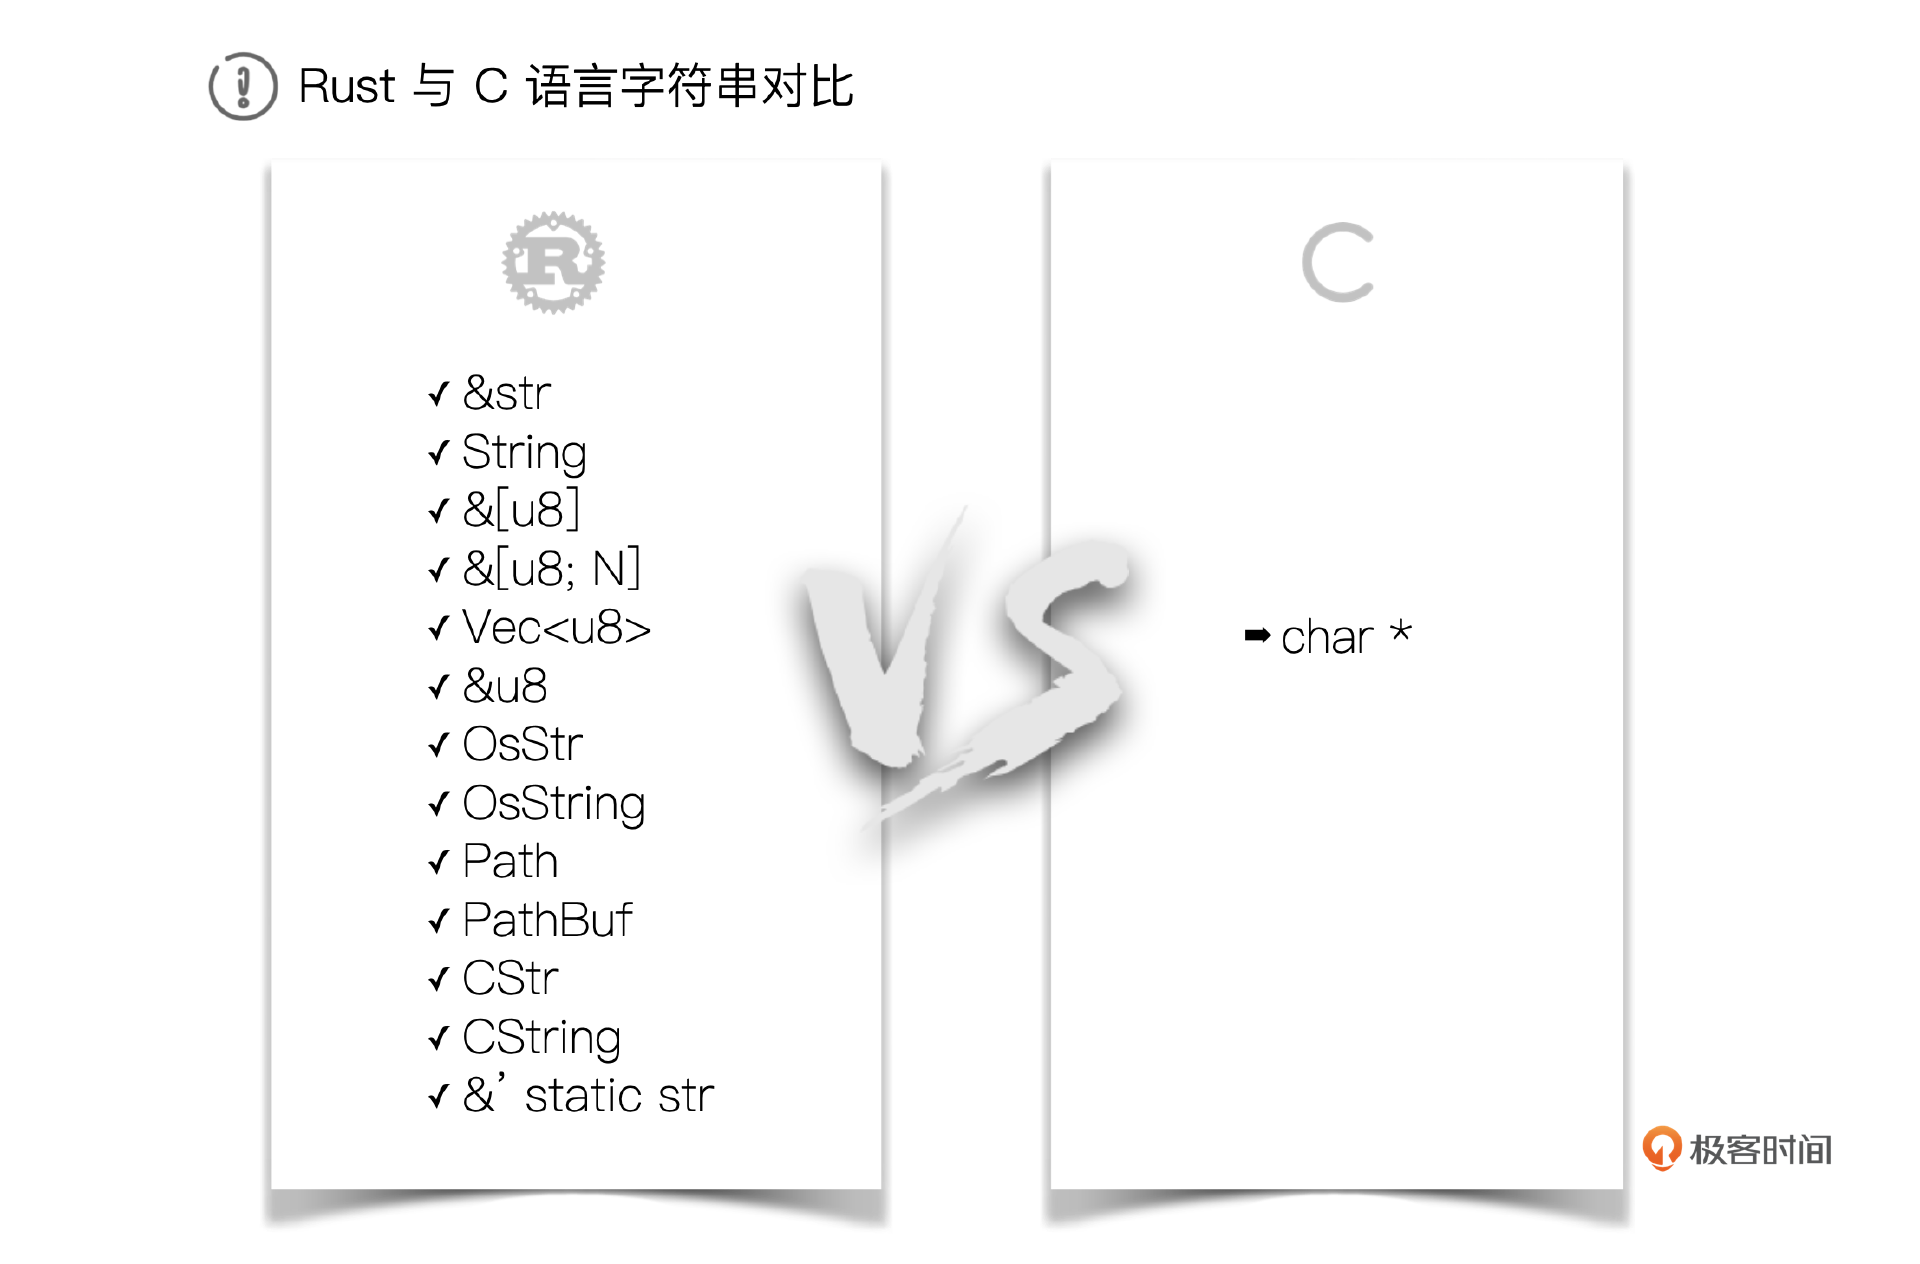 Rust 与 C 语言字符串对比
R
C
✓ &str
✓ String
✓ &[u8]
✓ &[u8; N]
✓ Vec<u8>
✓ &u8
✓ OsStr
✓ OsString
✓ Path
✓ PathBuf
✓ CStr
✓ CString
✓ &’ static str
VS
➡ char *
极客时间